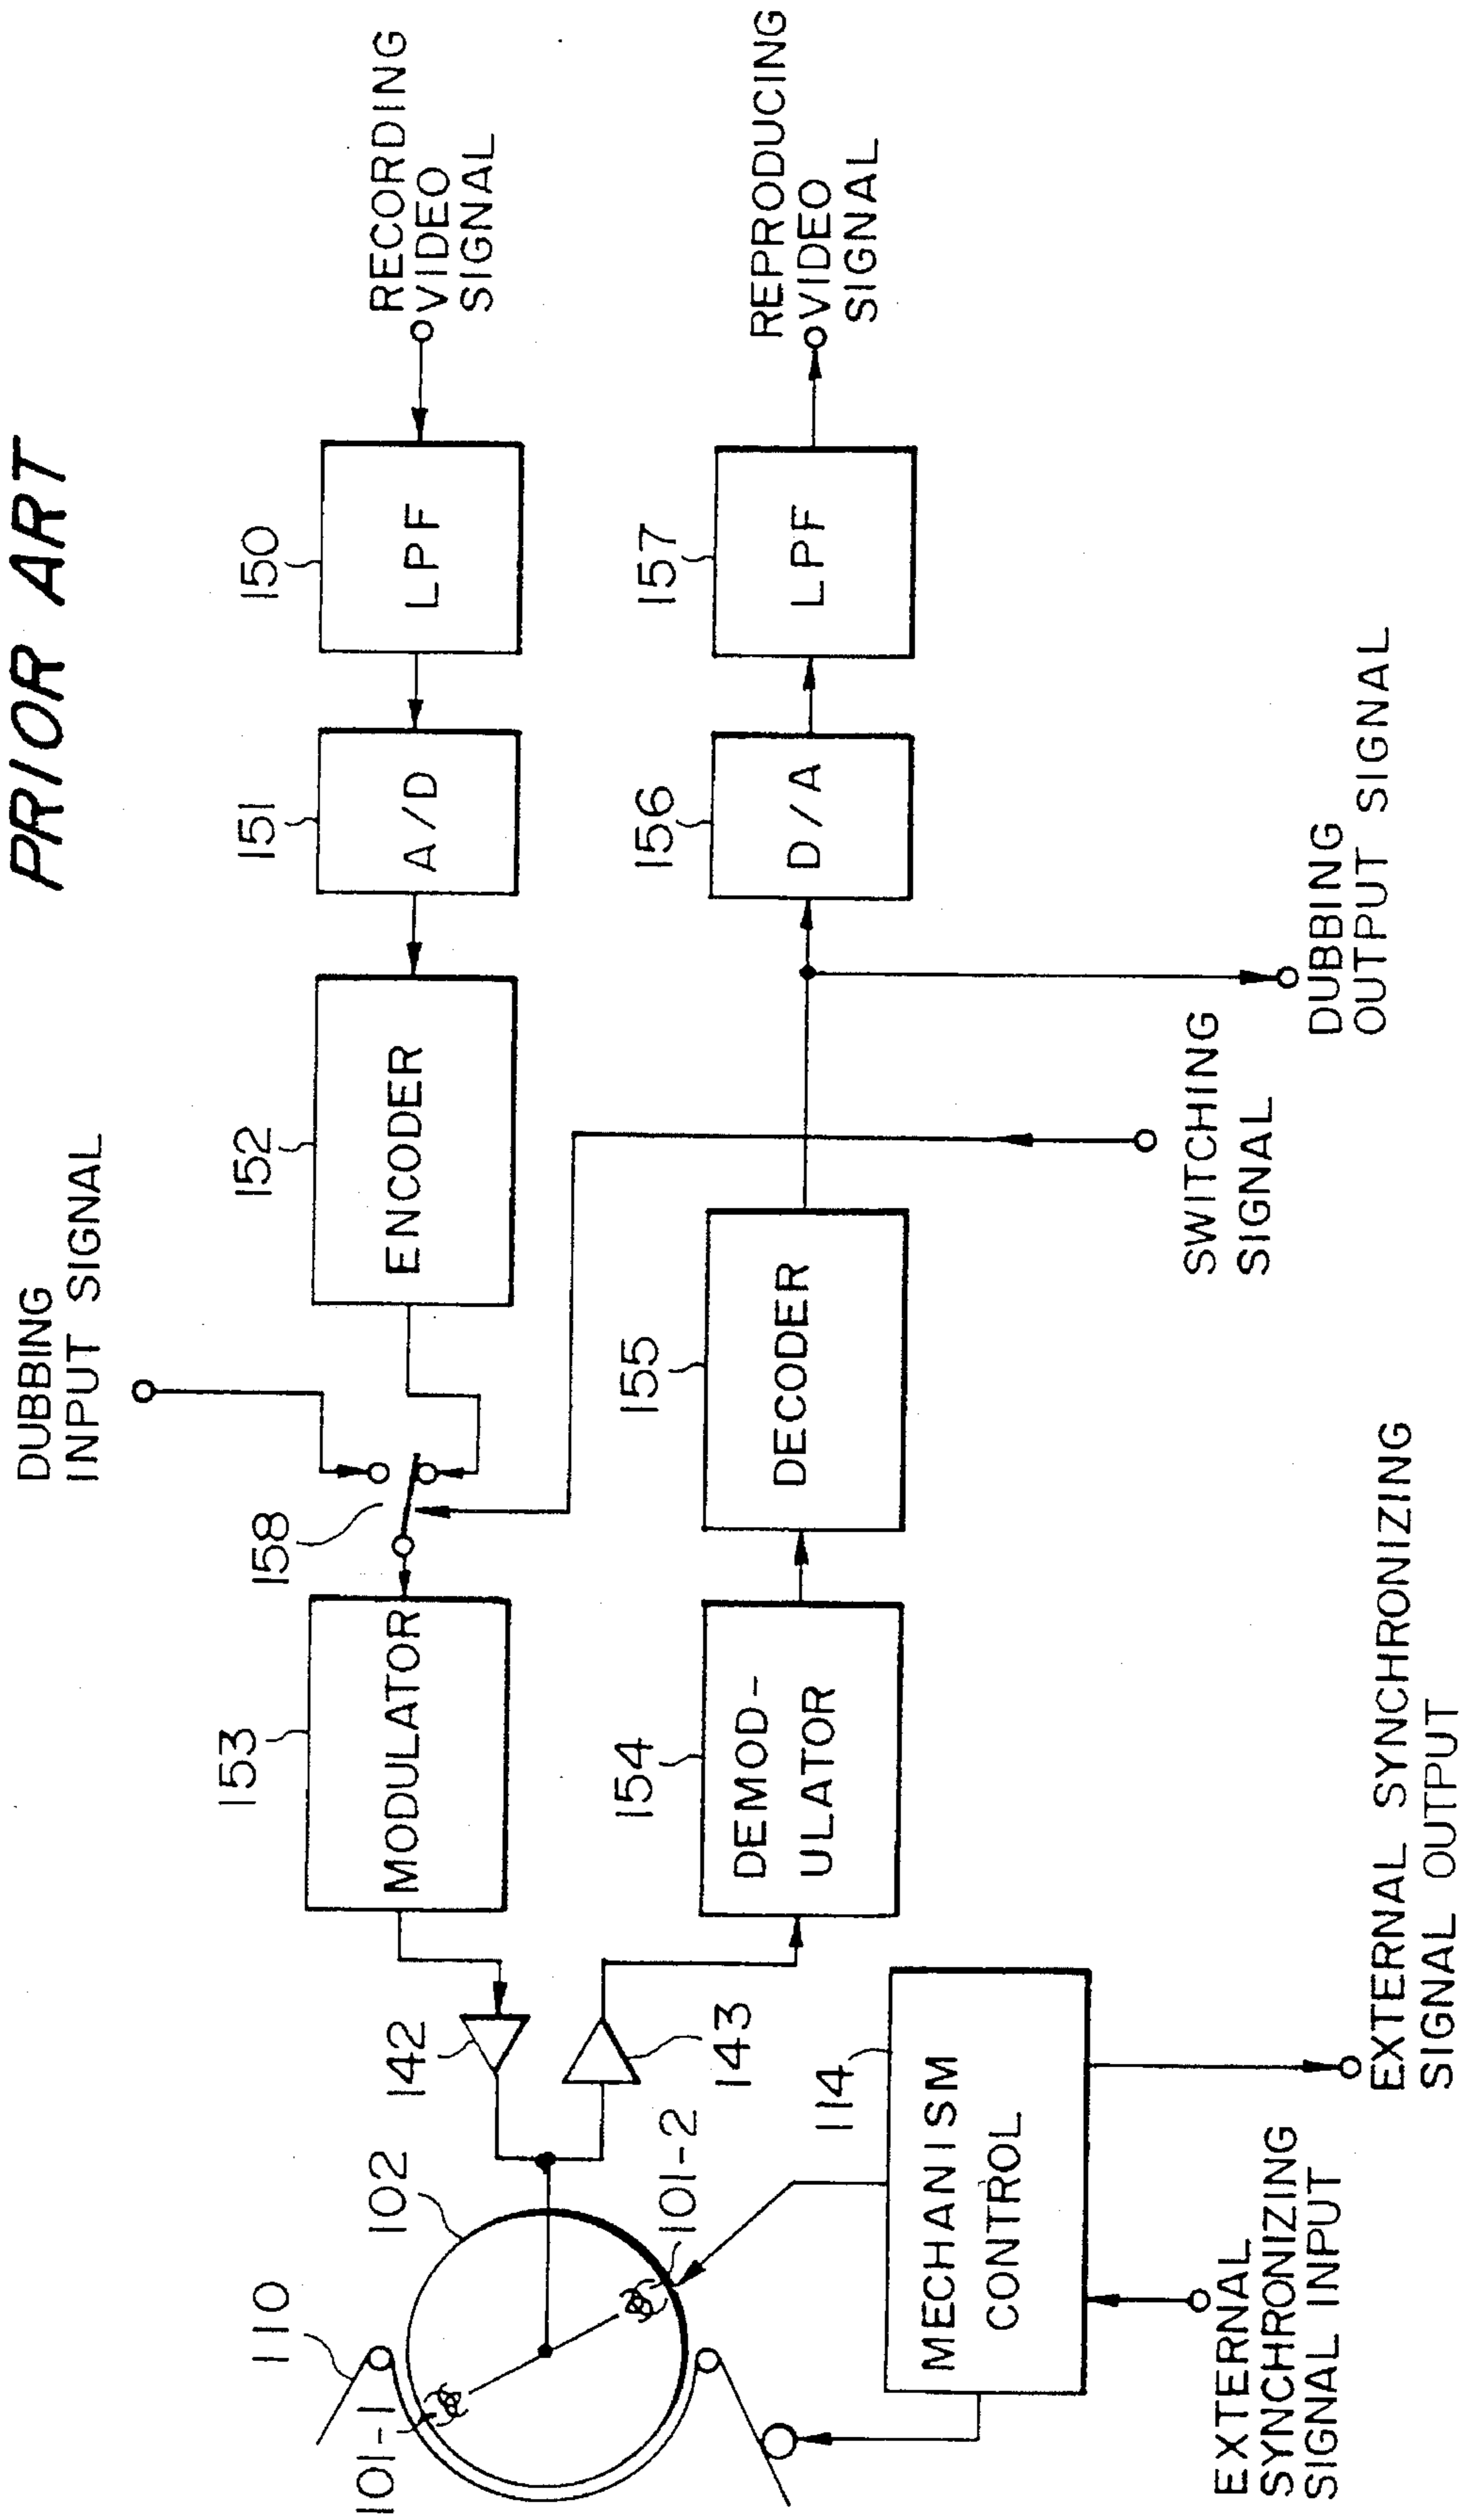 PRIOR ART
DUBBING
INPUT SIGNAL
110
102
101-1
101-2
142
143
153
MODULATOR
158
152
ENCODER
151
A/D
150
LPF
RECORDING
VIDEO
SIGNAL
154
DEMOD-
ULATOR
155
DECODER
156
D/A
157
LPF
REPRODUCING
VIDEO
SIGNAL
114
MECHANISM
CONTROL
SWITCHING
SIGNAL
DUBBING
OUTPUT SIGNAL
EXTERNAL
SYNCHRONIZING
SIGNAL INPUT
EXTERNAL SYNCHRONIZING
SIGNAL OUTPUT